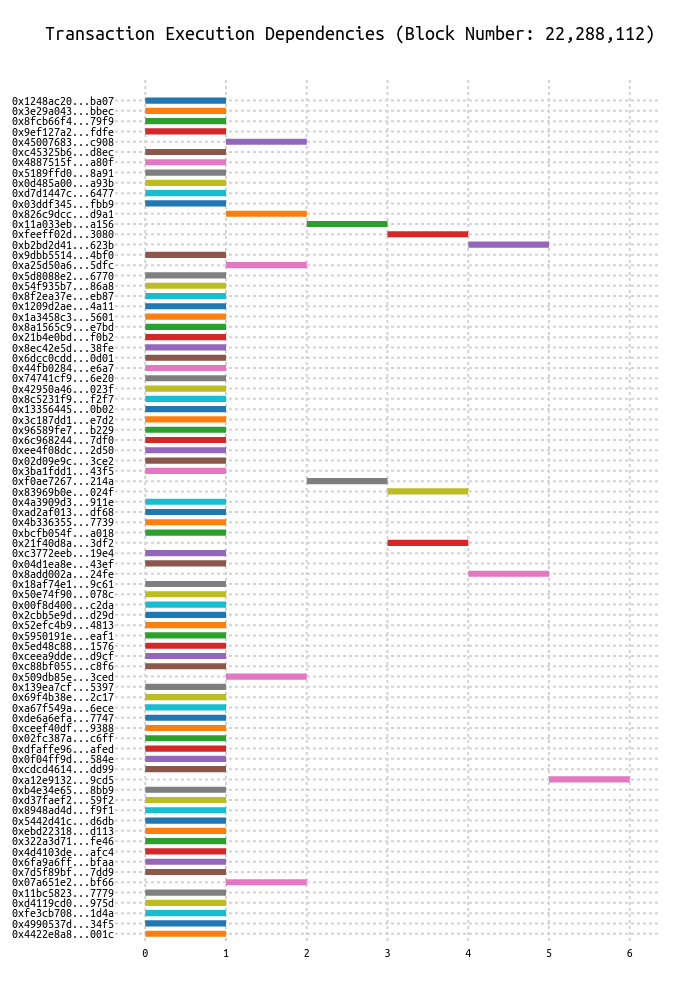 Transaction Execution Dependencies (Block Number: 22,288,112)
0x1248ac20...ba07
0x3e29a043...bbec
0x8fcb66f4...79f9
0x9ef127a2...fdfe
0x45007683...c908
0xc45325b6...d8ec
0x4887515f...a80f
0x5189ffd0...8a91
0x0d485a00...a93b
0xd7d1447c...6477
0x03ddf345...fbb9
0x826c9dcc...d9a1
0x11a033eb...a156
0xfeeff02d...3080
0xb2bd2d41...623b
0x9dbb5514...4bf0
0xa25d50a6...5dfc
0x5d8088e2...6770
0x54f935b7...86a8
0x8f2ea37e...eb87
0x1209d2ae...4a11
0x1a3458c3...5601
0x8a1565c9...e7bd
0x21b4e0bd...f0b2
0x8ec42e5d...38fe
0x6dcc0cdd...0d01
0x44fb0284...e6a7
0x74741cf9...6e20
0x42950a46...023f
0x8c5231f9...f2f7
0x13356445...0b02
0x3c187dd1...e7d2
0x96589fe7...b229
0x6c968244...7df0
0xee4f08dc...2d50
0x02d09e9c...3ce2
0x3ba1fdd1...43f5
0xf0ae7267...214a
0x83969b0e...024f
0x4a3909d3...911e
0xad2af013...df68
0x4b336355...7739
0xbcfb054f...a018
0x21f40d8a...3df2
0xc3772eeb...19e4
0x04d1ea8e...43ef
0x8add002a...24fe
0x18af74e1...9c61
0x50e74f90...078c
0x00f8d400...c2da
0x2cbb5e9d...d29d
0x52efc4b9...4813
0x5950191e...eaf1
0x5ed48c88...1576
0xceea9dde...d9cf
0xc88bf055...c8f6
0x509db85e...3ced
0x139ea7cf...5397
0x69f4b38e...2c17
0xa67f549a...6ece
0xde6a6efa...7747
0xceef40df...9388
0x02fc387a...c6ff
0xdfaffe96...afed
0x0f04ff9d...584e
0xcdcd4614...dd99
0xa12e9132...9cd5
0xb4e34e65...8bb9
0xd37faef2...59f2
0x8948ad4d...f9f1
0x5442d41c...d6db
0xebd22318...d113
0x322a3d71...fe46
0x4d4103de...afc4
0x6fa9a6ff...bfaa
0x7d5f89bf...7dd9
0x07a651e2...bf66
0x11bc5823...7779
0xd4119cd0...975d
0xfe3cb708...1d4a
0x4990537d...34f5
0x4422e8a8...001c
0 1 2 3 4 5 6